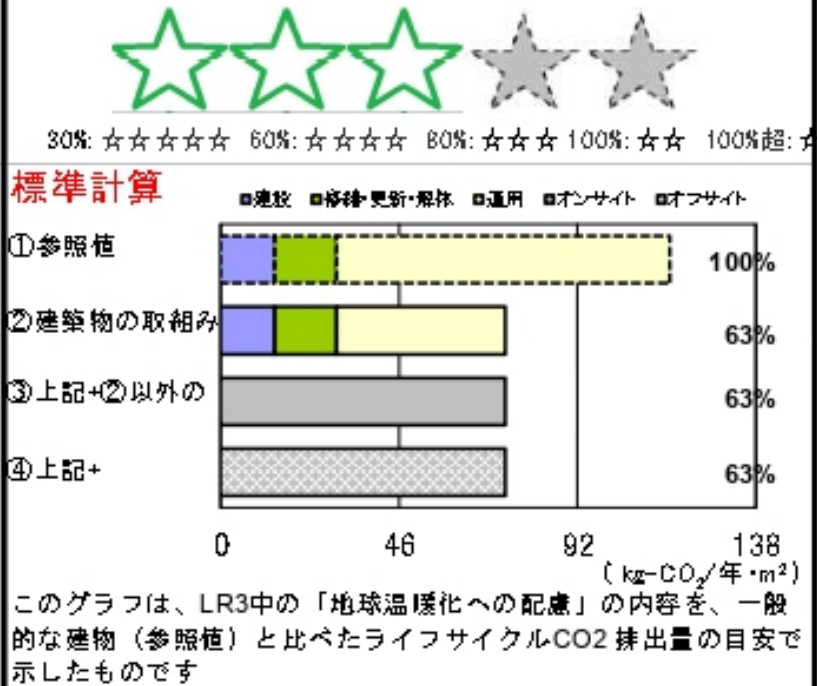 30%: ☆☆☆☆☆ 60%: ☆☆☆☆ 80%: ☆☆☆ 100%: ☆☆ 100%超: ☆
標準計算
建設 修繕・更新・解体 運用 オンサイト オフサイト
①参照値 100%
②建築物の取組み 63%
③上記+②以外の 63%
④上記+ 63%
0 46 92 138
( kg-CO2/年・m²)
このグラフは、LR3中の「地球温暖化への配慮」の内容を、一般
的な建物（参照値）と比べたライフサイクルCO2 排出量の目安で
示したものです